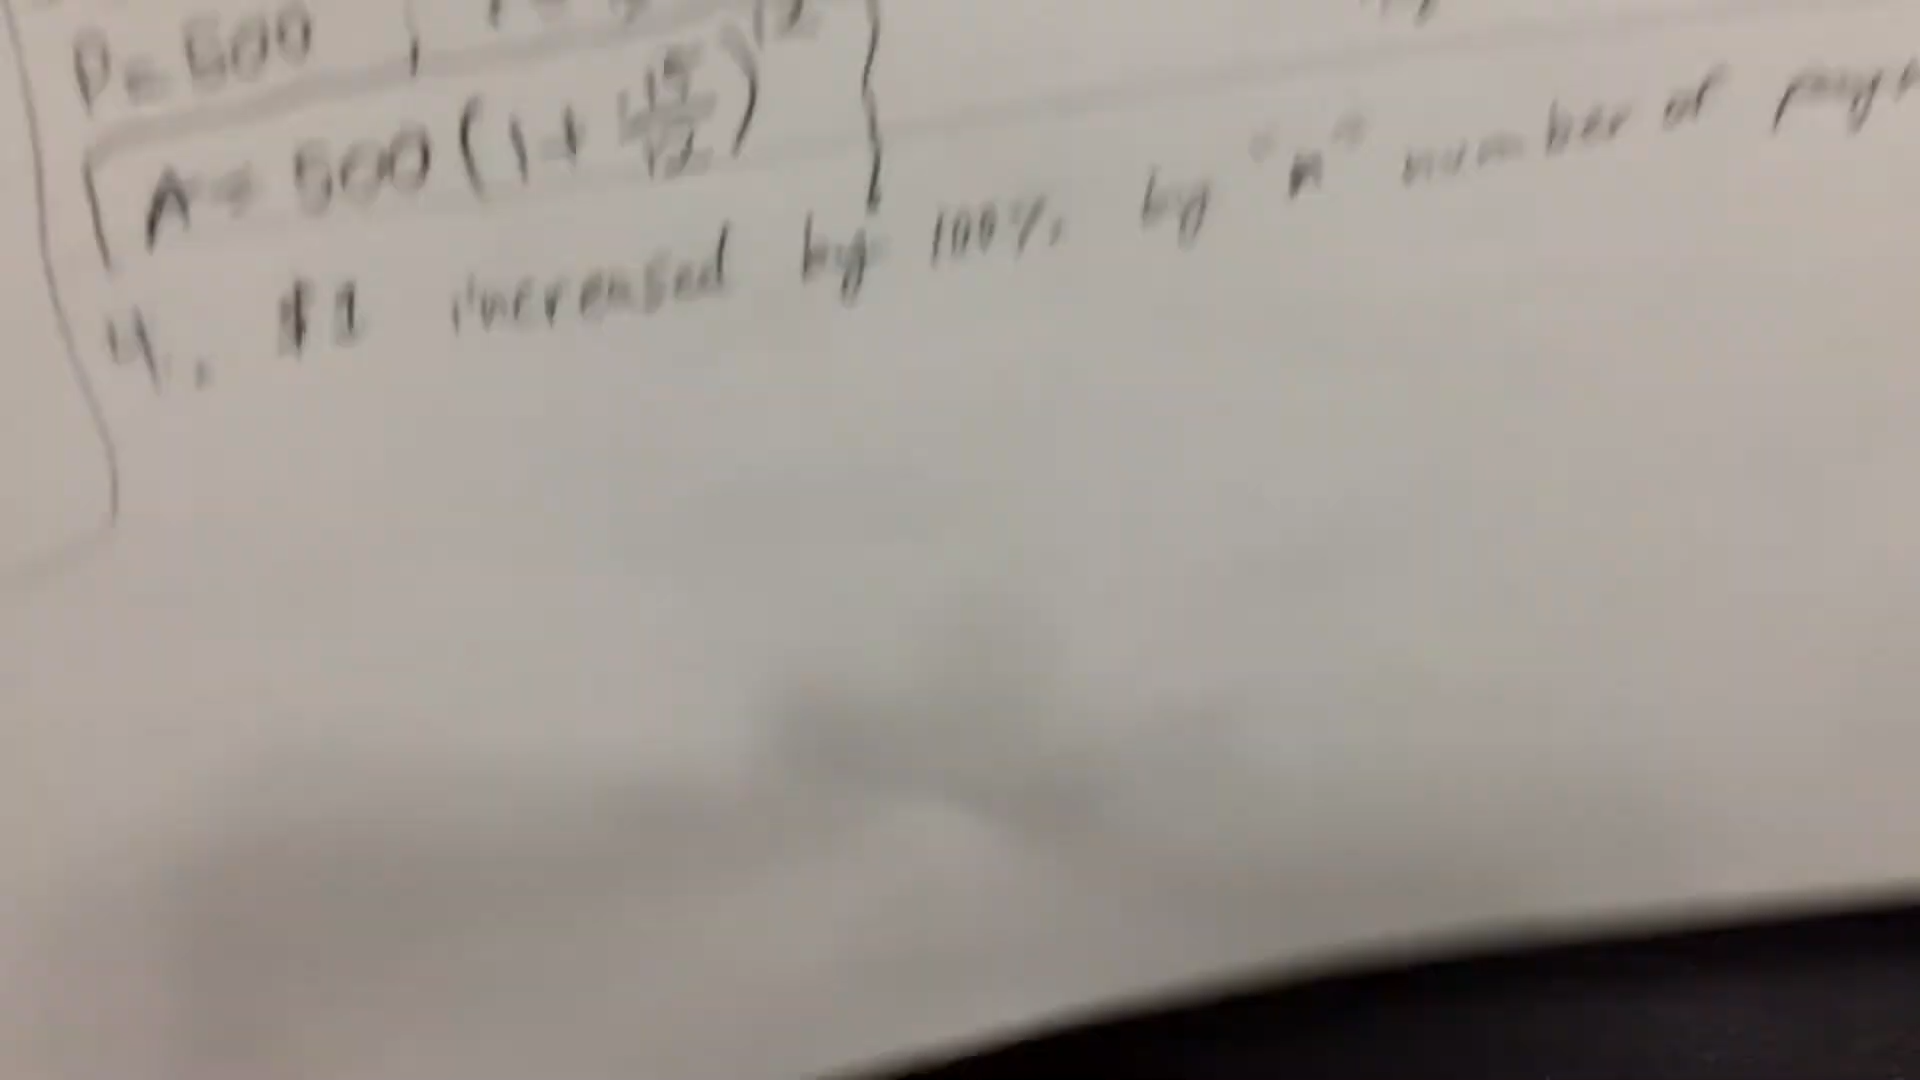 P = 500
A = 500 (1 + .15/12)^12
4. $1 increased by 100% by "n" number of